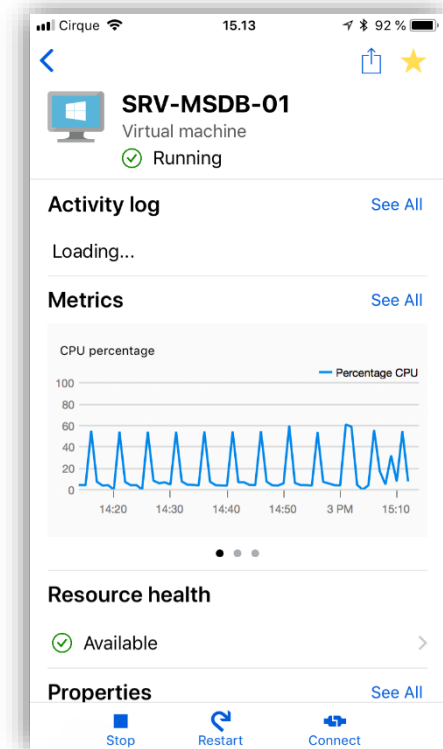 Cirque 15.13 92 %
SRV-MSDB-01
Virtual machine
Running
Activity log See All
Loading...
Metrics See All
CPU percentage
Percentage CPU
100
80
60
40
20
0
14:20 14:30 14:40 14:50 3 PM 15:10
Resource health
Available
Properties See All
Stop Restart Connect